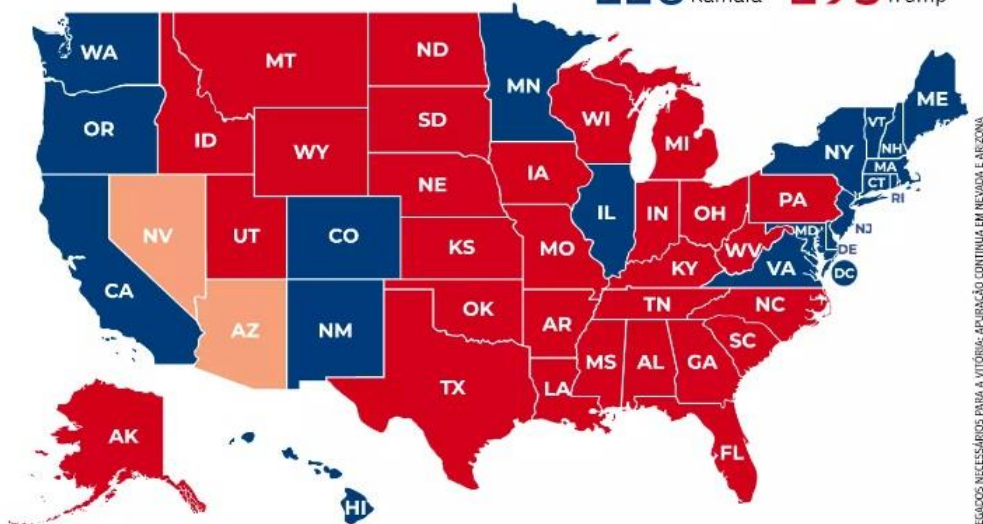 Kamala Trump
WA
MT
ND
MN
OR
ID
WY
SD
WI
MI
NY
VT
NH
ME
MA
CT
RI
NV
UT
CO
NE
IA
IL
IN
OH
PA
NJ
MD
DE
DC
CA
KS
MO
KY
WV
VA
AZ
NM
OK
AR
TN
NC
SC
TX
LA
MS
AL
GA
FL
AK
HI
NECESSÁRIOS PARA A VITÓRIA; APURAÇÃO CONTINUA EM NEVADA E ARIZONA